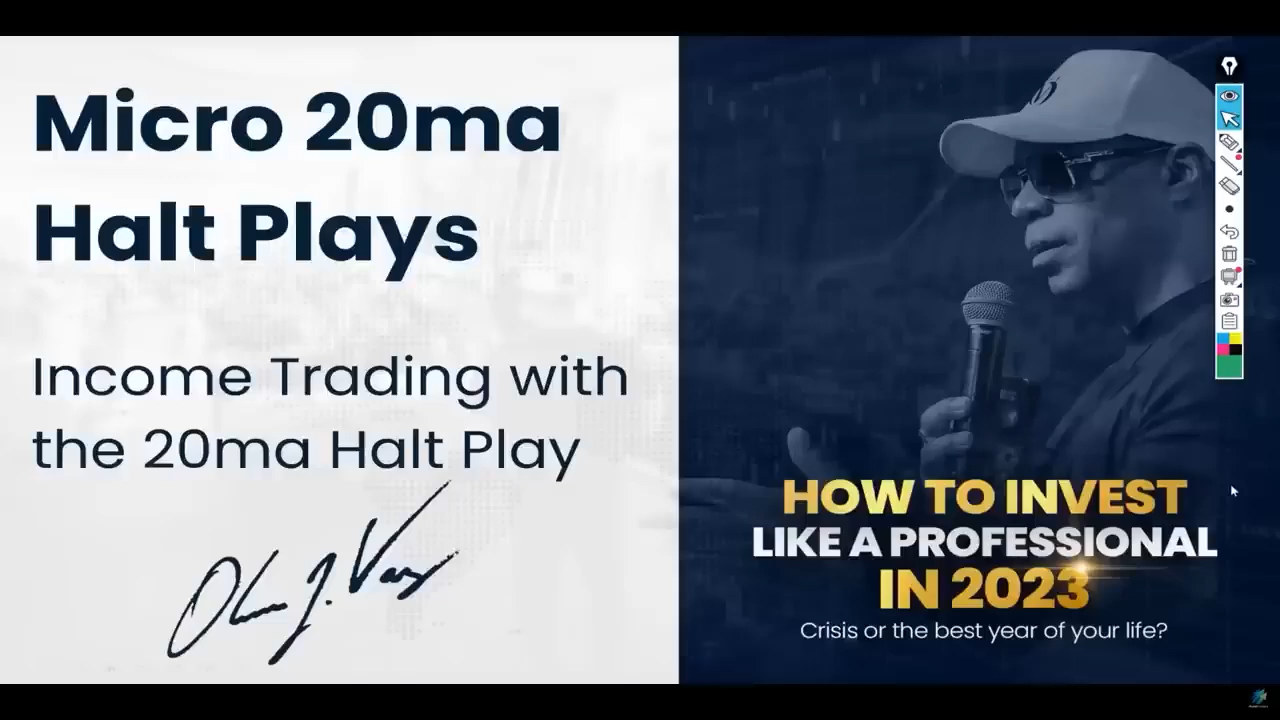 Micro 20ma
Halt Plays
Income Trading with
the 20ma Halt Play
HOW TO INVEST
LIKE A PROFESSIONAL
IN 2023
Crisis or the best year of your life?